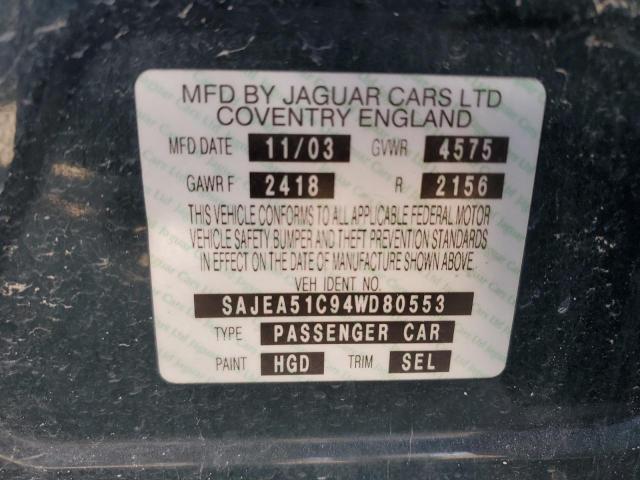 MFD BY JAGUAR CARS LTD
COVENTRY ENGLAND
MFD DATE 11/03 GVWR 4575
GAWR F 2418 R 2156
THIS VEHICLE CONFORMS TO ALL APPLICABLE FEDERAL MOTOR
VEHICLE SAFETY BUMPER AND THEFT PREVENTION STANDARDS
IN EFFECT ON THE DATE OF MANUFACTURE SHOWN ABOVE.
VEH IDENT NO.
SAJEA51C94WD80553
TYPE PASSENGER CAR
PAINT HGD TRIM SEL